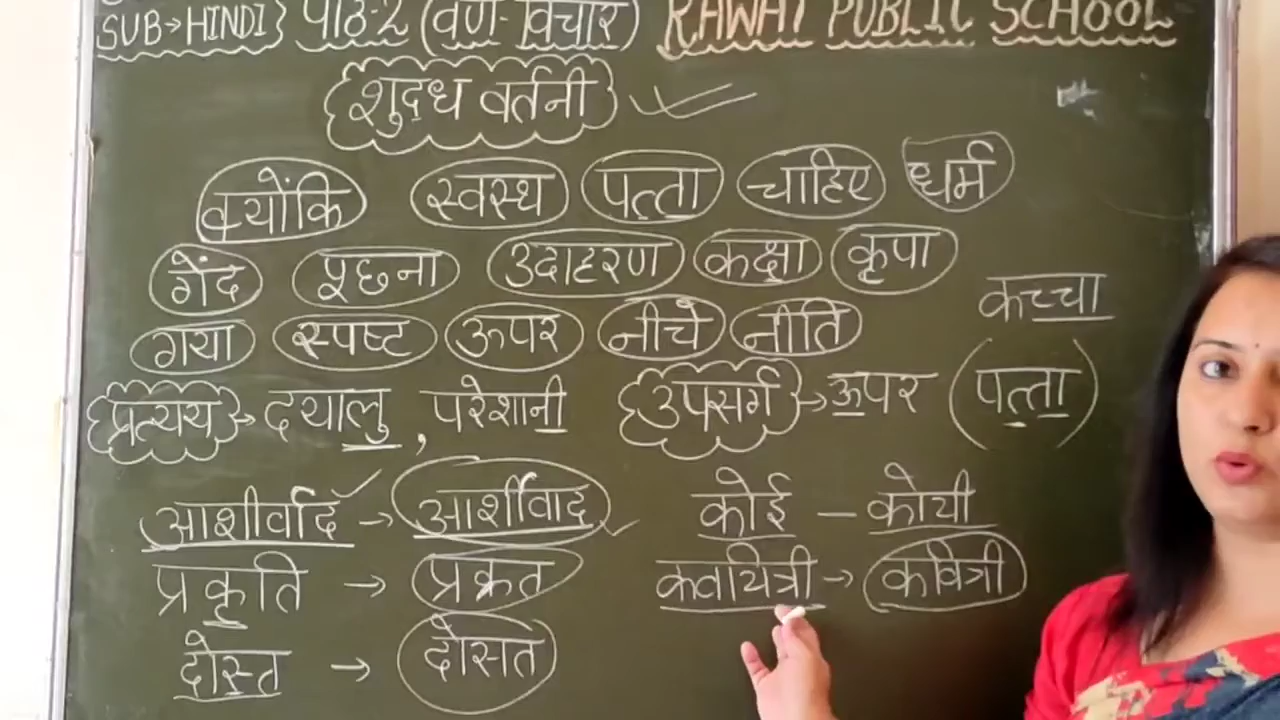 SUB→HINDI} पाठ-2 (वर्ण-विचार) RAWAT PUBLIC SCHOOL
शुद्ध वर्तनी
क्योंकि स्वस्थ पत्ता चाहिए धर्म
गेंद पूछना उदाहरण कक्षा कृपा
कच्चा
गया स्पष्ट ऊपर नीचे नीति
प्रत्यय → दयालु, परेशानी उपसर्ग → ऊपर (पत्ता)
आशीर्वाद → आर्शीवाद कोई – कोयी
प्रकृति → प्रक्रत कवयित्री → कवित्री
दोस्त → दोसत